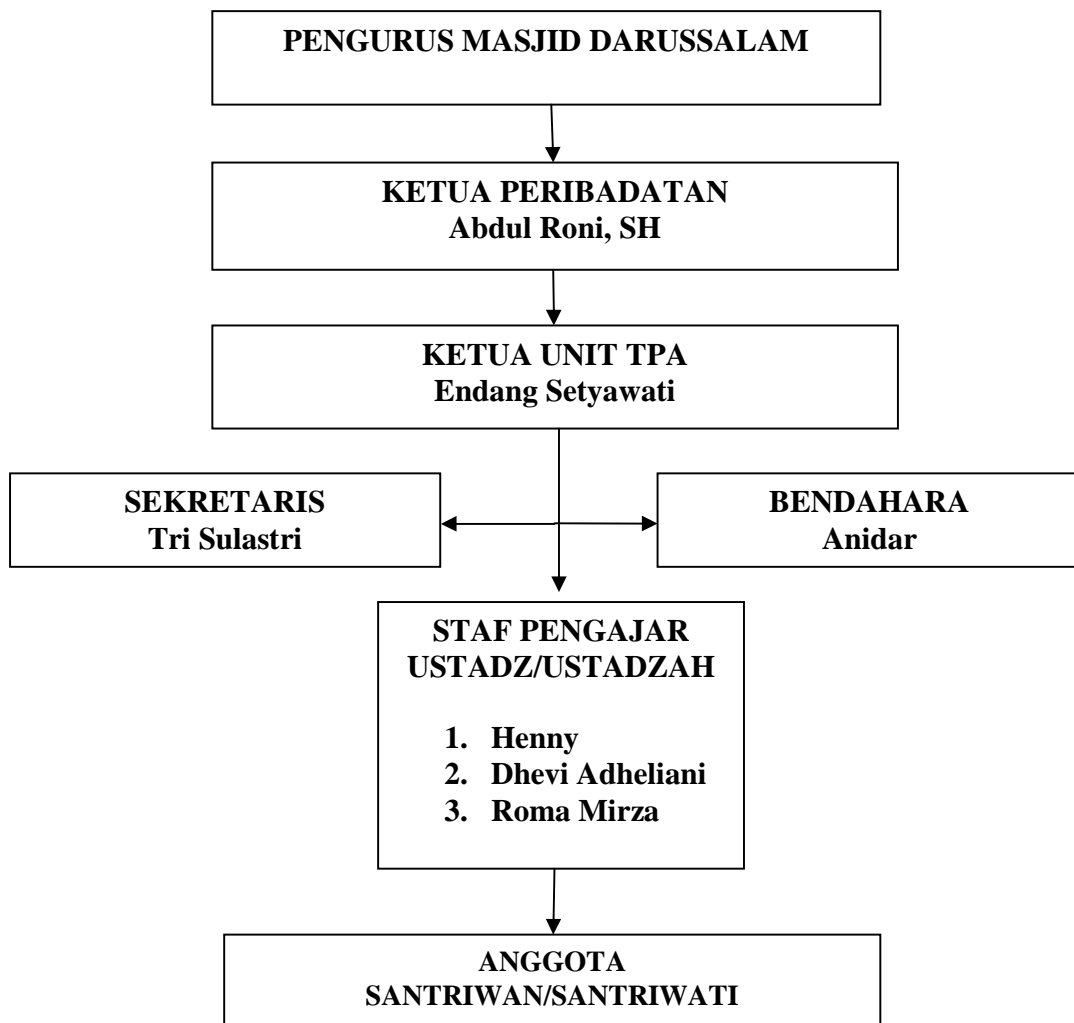 PENGURUS MASJID DARUSSALAM
KETUA PERIBADATAN
Abdul Roni, SH
KETUA UNIT TPA
Endang Setyawati
SEKRETARIS
Tri Sulastri
BENDAHARA
Anidar
STAF PENGAJAR
USTADZ/USTADZAH
1. Henny
2. Dhevi Adheliani
3. Roma Mirza
ANGGOTA
SANTRIWAN/SANTRIWATI